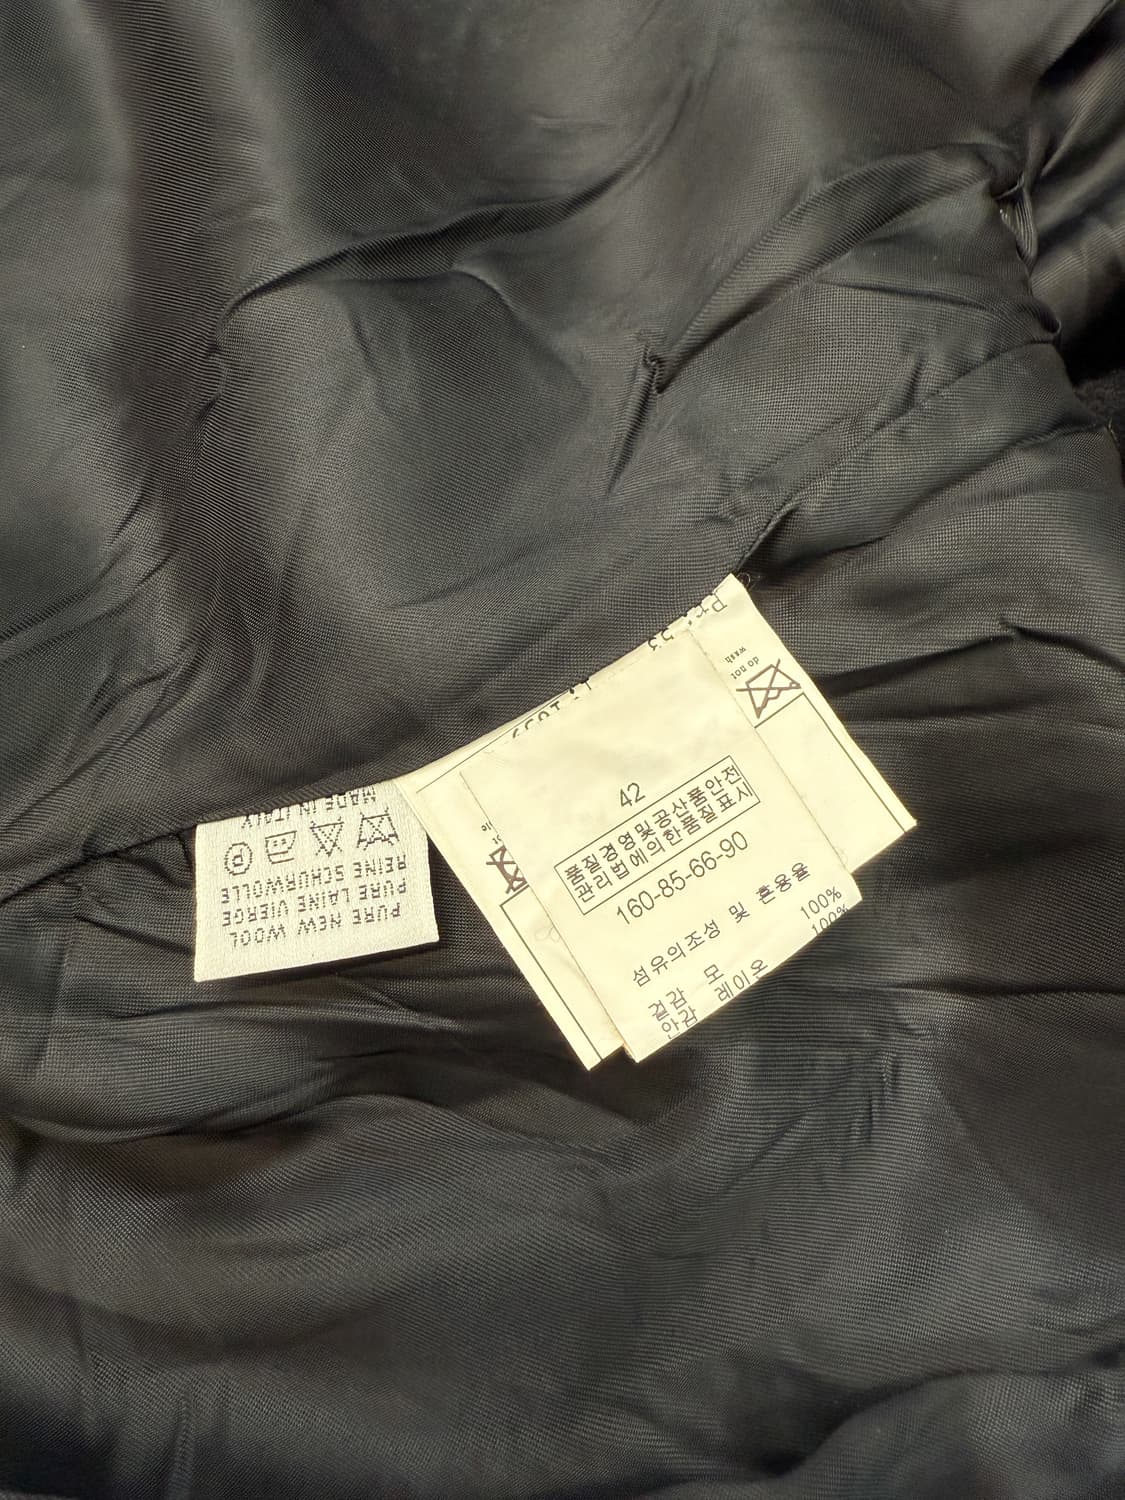 MADE IN ITALY
REINE SCHURWOLLE
PURE LAINE VIERGE
PURE NEW WOOL
do not
wash
42
품질경영및공산품안전
관리법에의한품질표시
160-85-66-90
섬유의조성 및 혼용율
겉감 모 100%
안감 레이온 100%